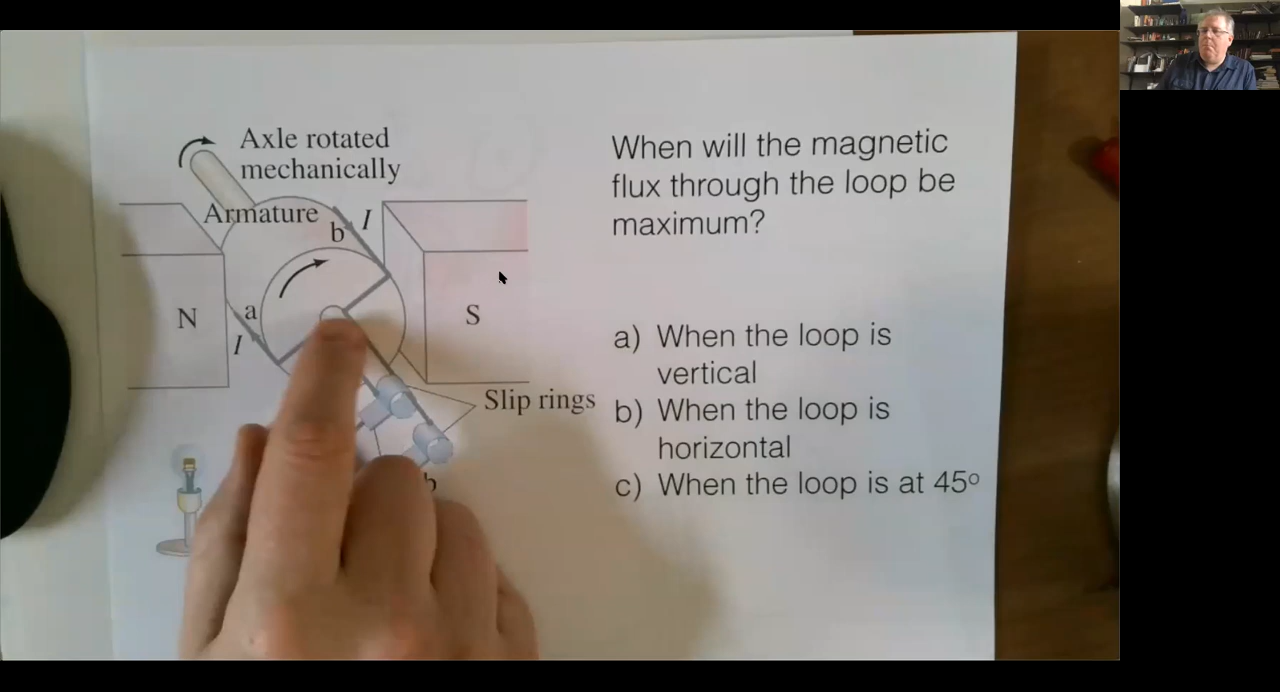 Axle rotated
mechanically
Armature
I
b
N
a
I
S
Slip rings
b
When will the magnetic
flux through the loop be
maximum?
a) When the loop is
vertical
b) When the loop is
horizontal
c) When the loop is at 45º